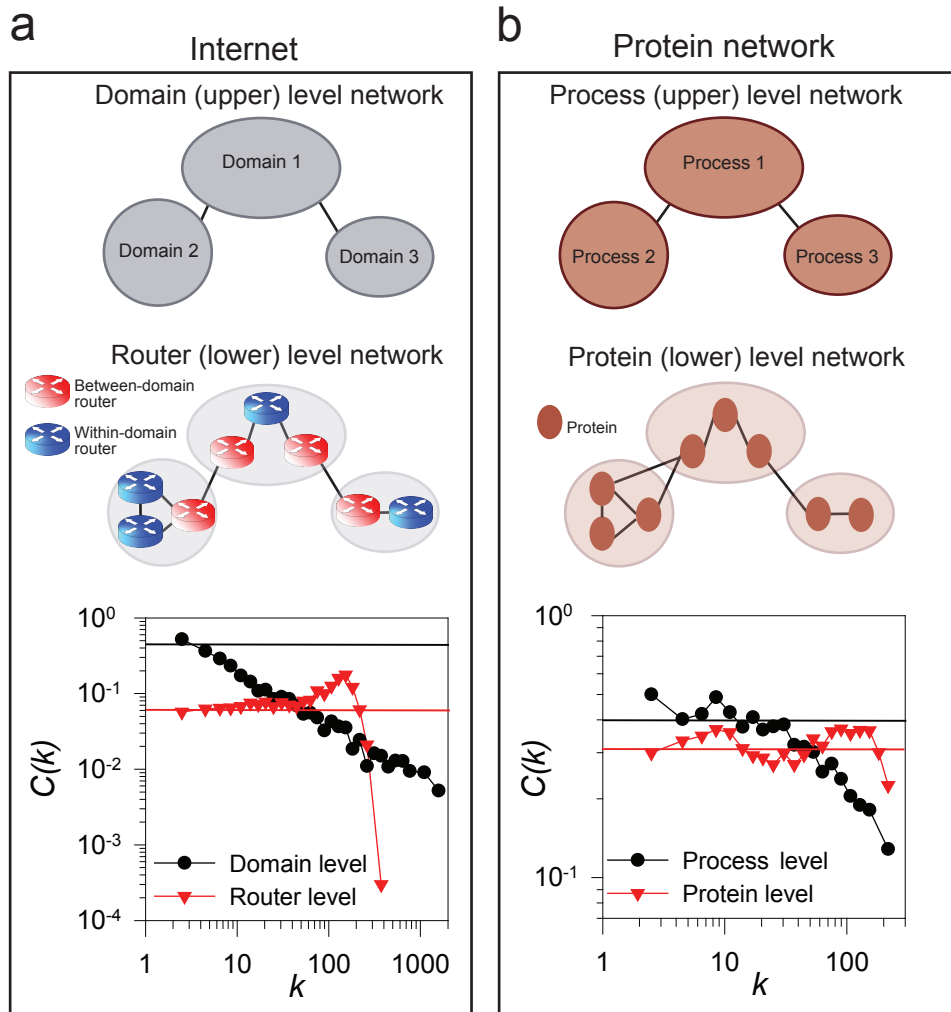 a
Internet
Domain (upper) level network
Domain 1
Domain 2
Domain 3
Router (lower) level network
Between-domain
router
Within-domain
router
C(k)
10^0
10^-1
10^-2
10^-3
10^-4
Domain level
Router level
1
10
100
1000
k
b
Protein network
Process (upper) level network
Process 1
Process 2
Process 3
Protein (lower) level network
Protein
C(k)
10^0
10^-1
Process level
Protein level
1
10
100
k